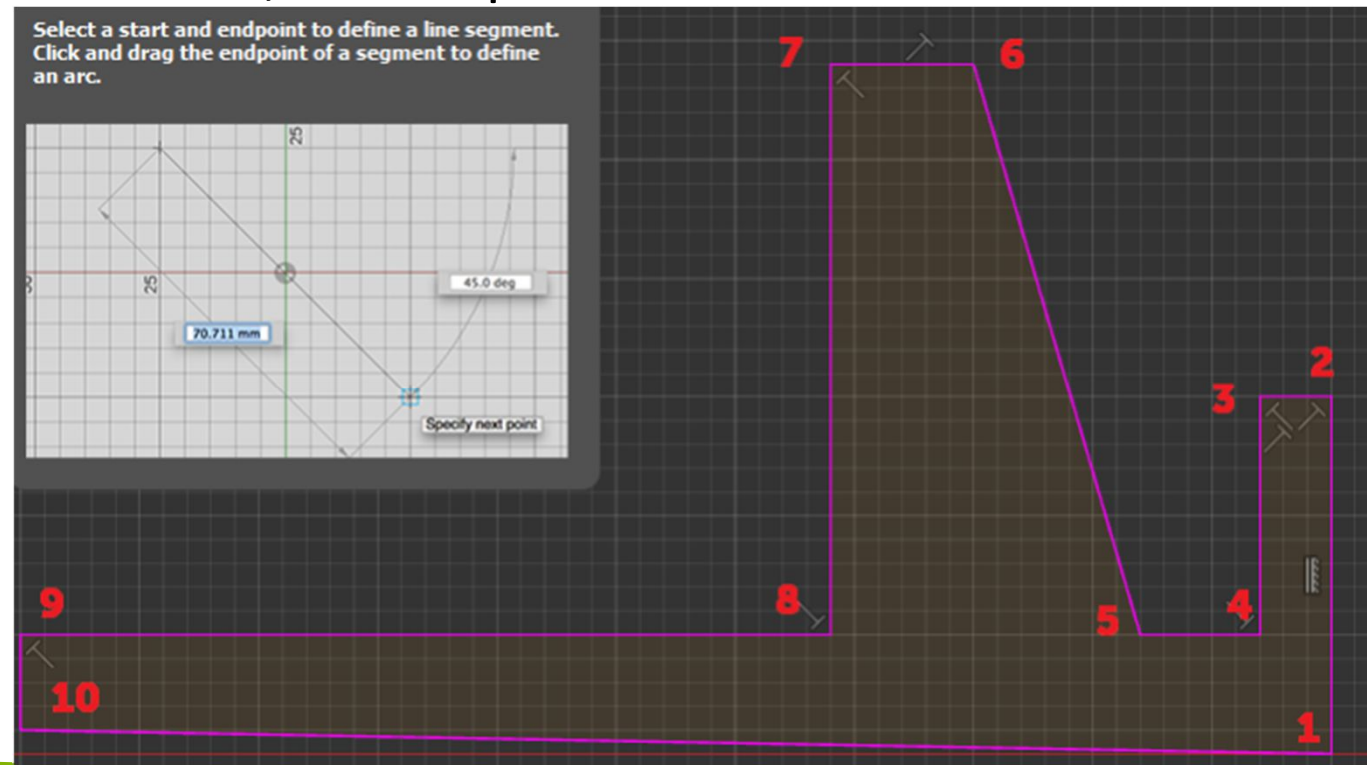 Select a start and endpoint to define a line segment.
Click and drag the endpoint of a segment to define
an arc.
25
25
45.0 deg
70.711 mm
Specify next point
7
6
2
3
9
8
5
4
10
1